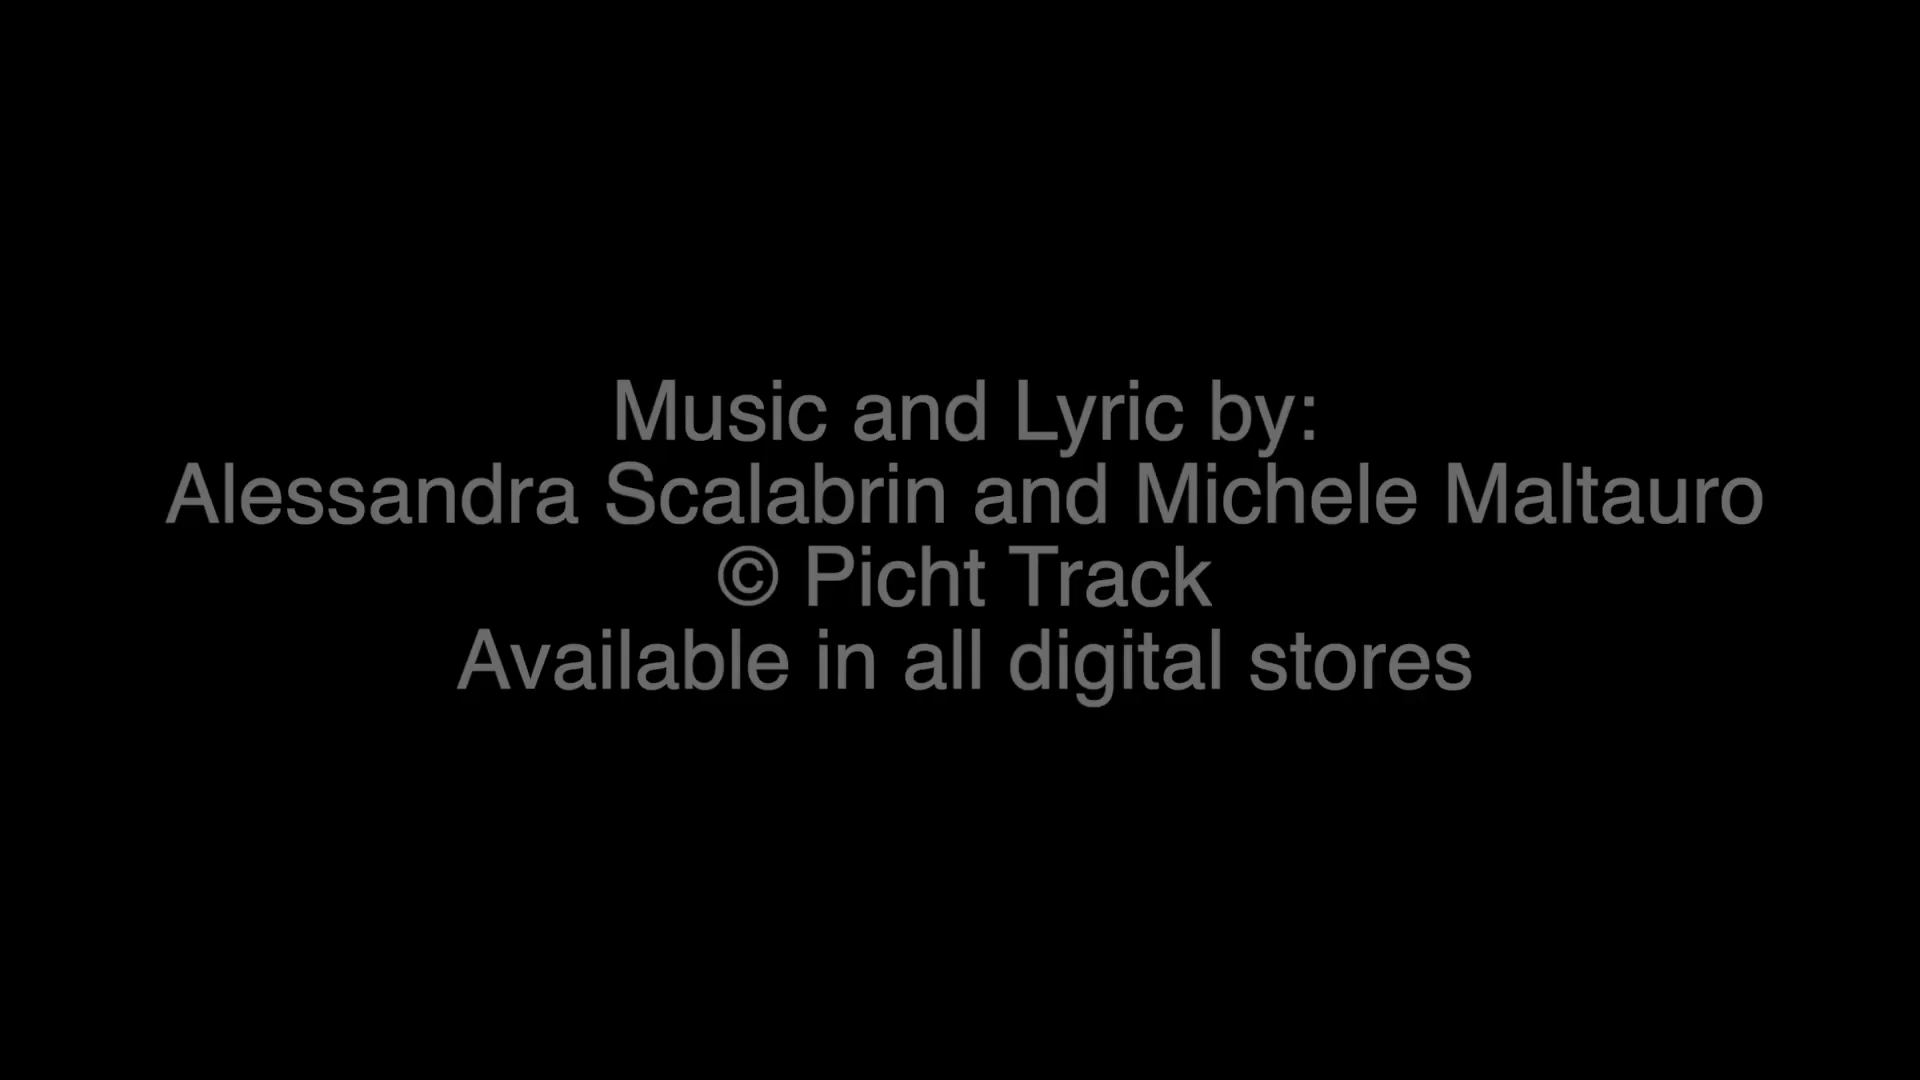 Music and Lyric by:
Alessandra Scalabrin and Michele Maltauro
© Picht Track
Available in all digital stores